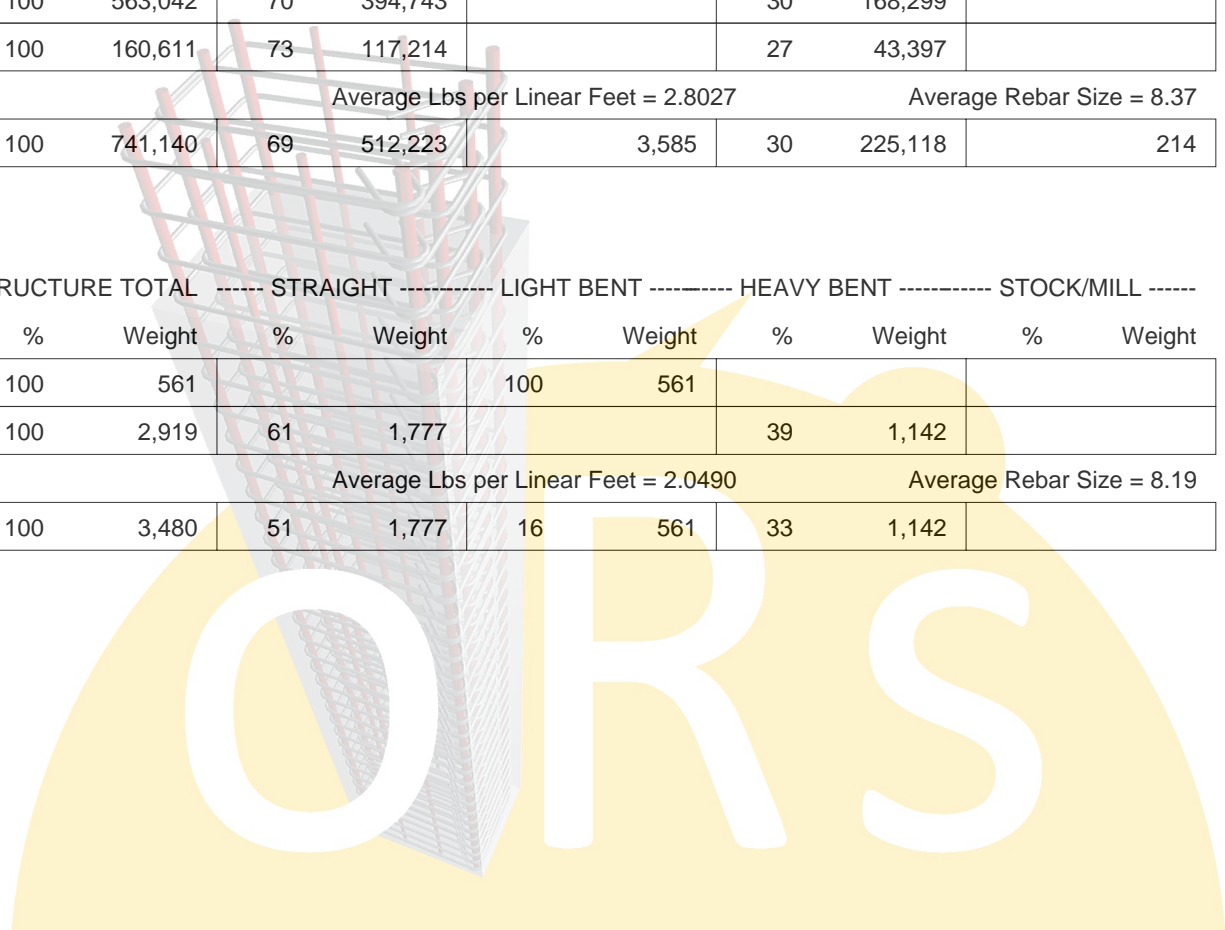 100 563,042 70 394,743 30 168,299
100 160,611 73 117,214 27 43,397
Average Lbs per Linear Feet = 2.8027 Average Rebar Size = 8.37
100 741,140 69 512,223 3,585 30 225,118 214
RUCTURE TOTAL ------ STRAIGHT ------------ LIGHT BENT ------------ HEAVY BENT ------------ STOCK/MILL ------
% Weight % Weight % Weight % Weight % Weight
100 561 100 561
100 2,919 61 1,777 39 1,142
Average Lbs per Linear Feet = 2.0490 Average Rebar Size = 8.19
100 3,480 51 1,777 16 561 33 1,142
ORS